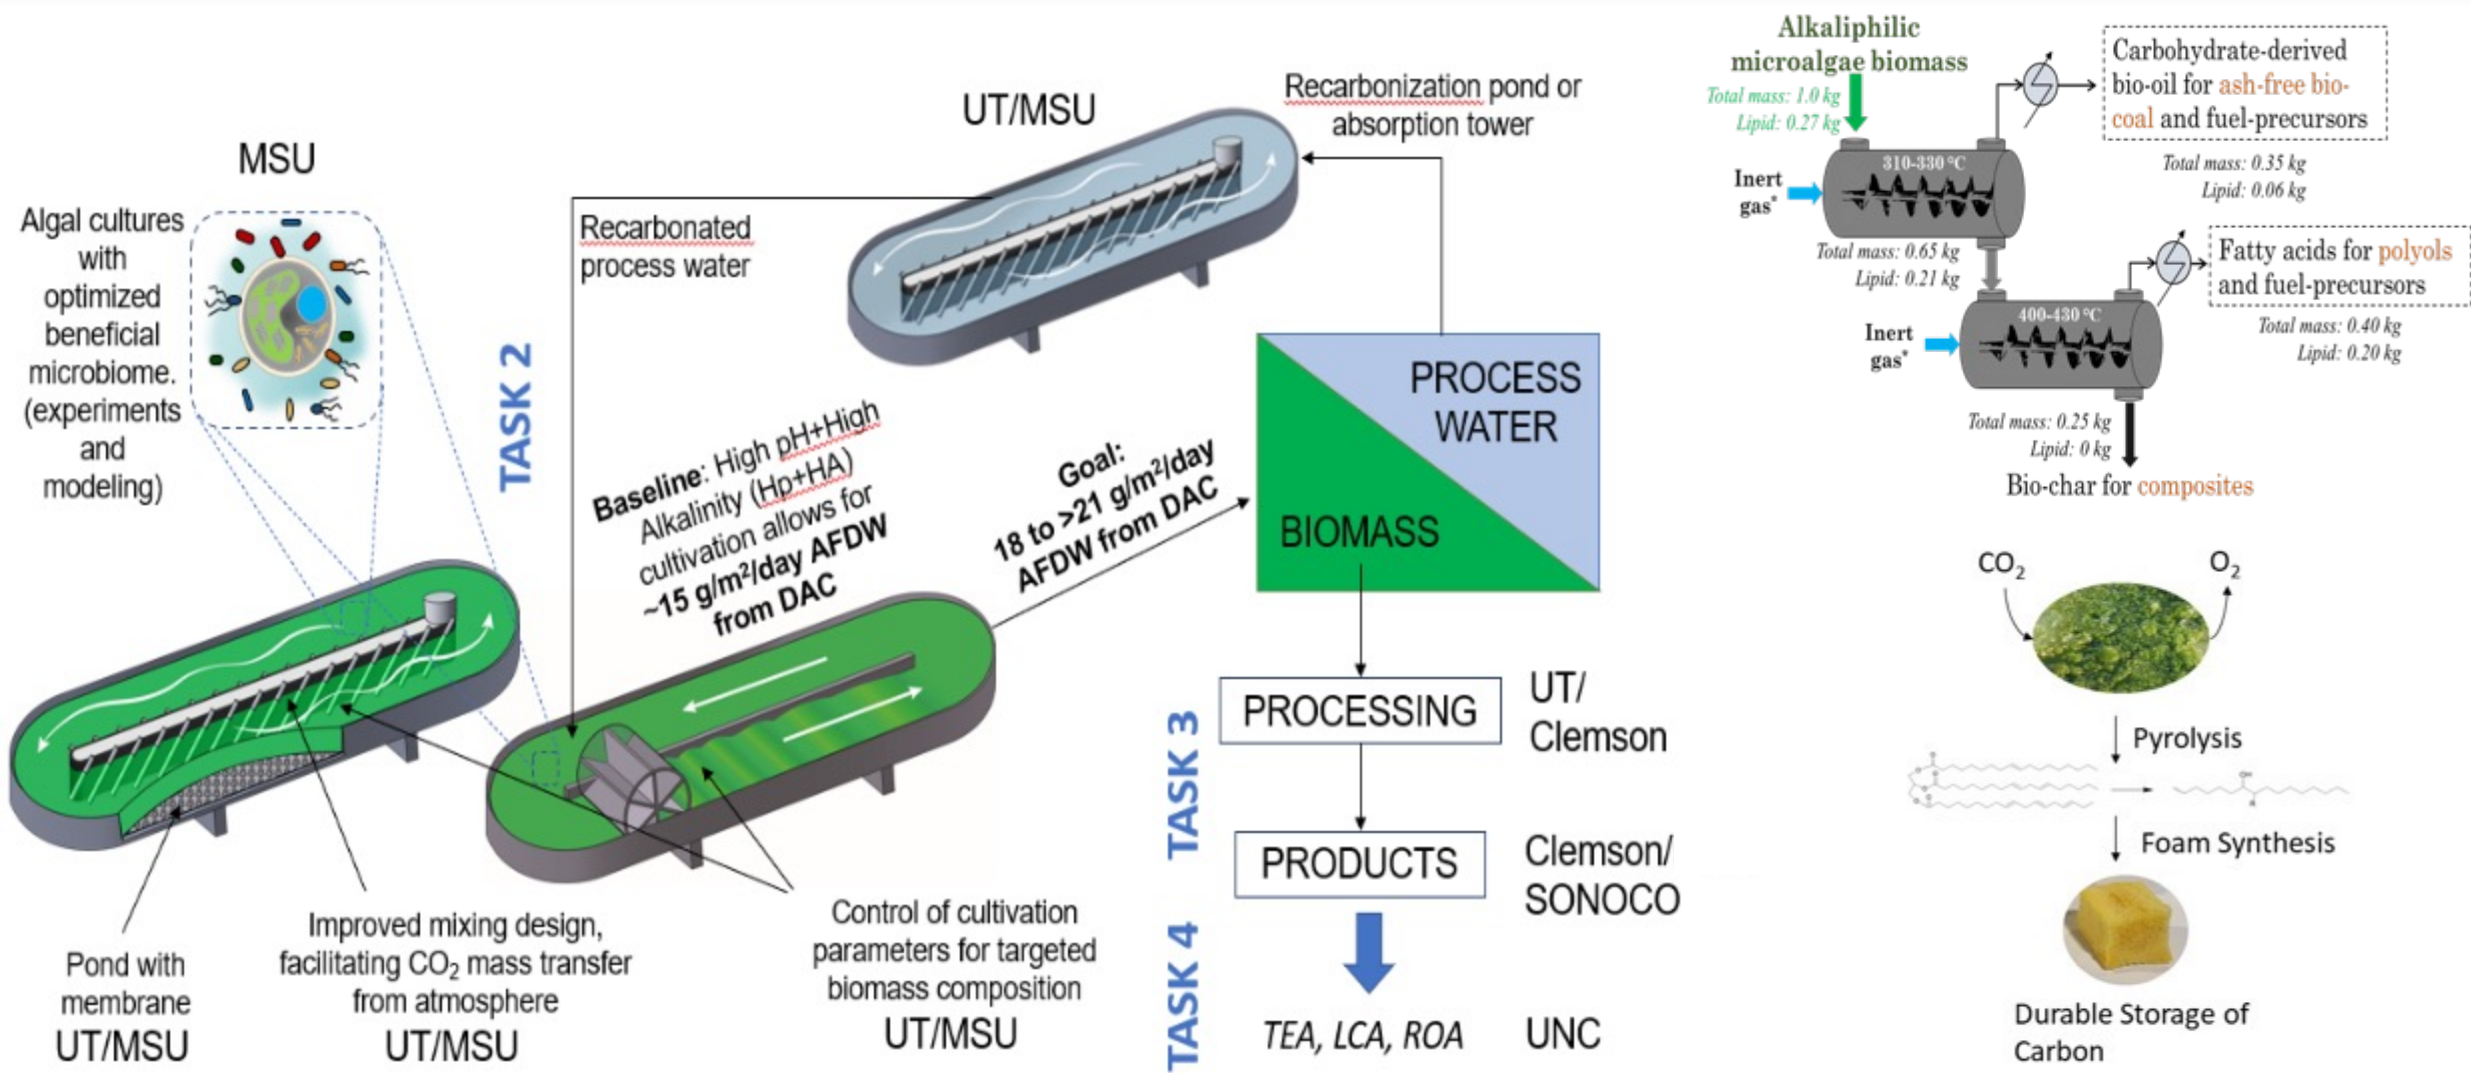 MSU
Algal cultures
with
optimized
beneficial
microbiome.
(experiments
and
modeling)
TASK 2
UT/MSU
Recarbonization pond or
absorption tower
Recarbonated
process water
Baseline: High pH+High
Alkalinity (Hp+HA)
cultivation allows for
~15 g/m²/day AFDW
from DAC
Goal:
18 to >21 g/m²/day
AFDW from DAC
PROCESS
WATER
BIOMASS
TASK 3
PROCESSING
UT/
Clemson
PRODUCTS
Clemson/
SONOCO
TASK 4
TEA, LCA, ROA
UNC
Pond with
membrane
UT/MSU
Improved mixing design,
facilitating CO₂ mass transfer
from atmosphere
UT/MSU
Control of cultivation
parameters for targeted
biomass composition
UT/MSU
Alkaliphilic
microalgae biomass
Total mass: 1.0 kg
Lipid: 0.27 kg
Inert
gas*
310-330 °C
Carbohydrate-derived
bio-oil for ash-free bio-
coal and fuel-precursors
Total mass: 0.35 kg
Lipid: 0.06 kg
Total mass: 0.65 kg
Lipid: 0.21 kg
Inert
gas*
400-430 °C
Fatty acids for polyols
and fuel-precursors
Total mass: 0.40 kg
Lipid: 0.20 kg
Total mass: 0.25 kg
Lipid: 0 kg
Bio-char for composites
CO₂
O₂
Pyrolysis
OH
Foam Synthesis
Durable Storage of
Carbon